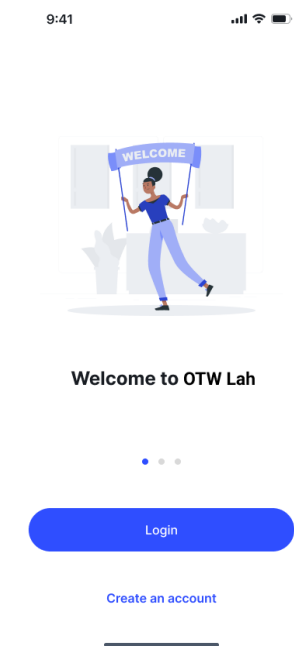 9:41
WELCOME
Welcome to OTW Lah
Login
Create an account